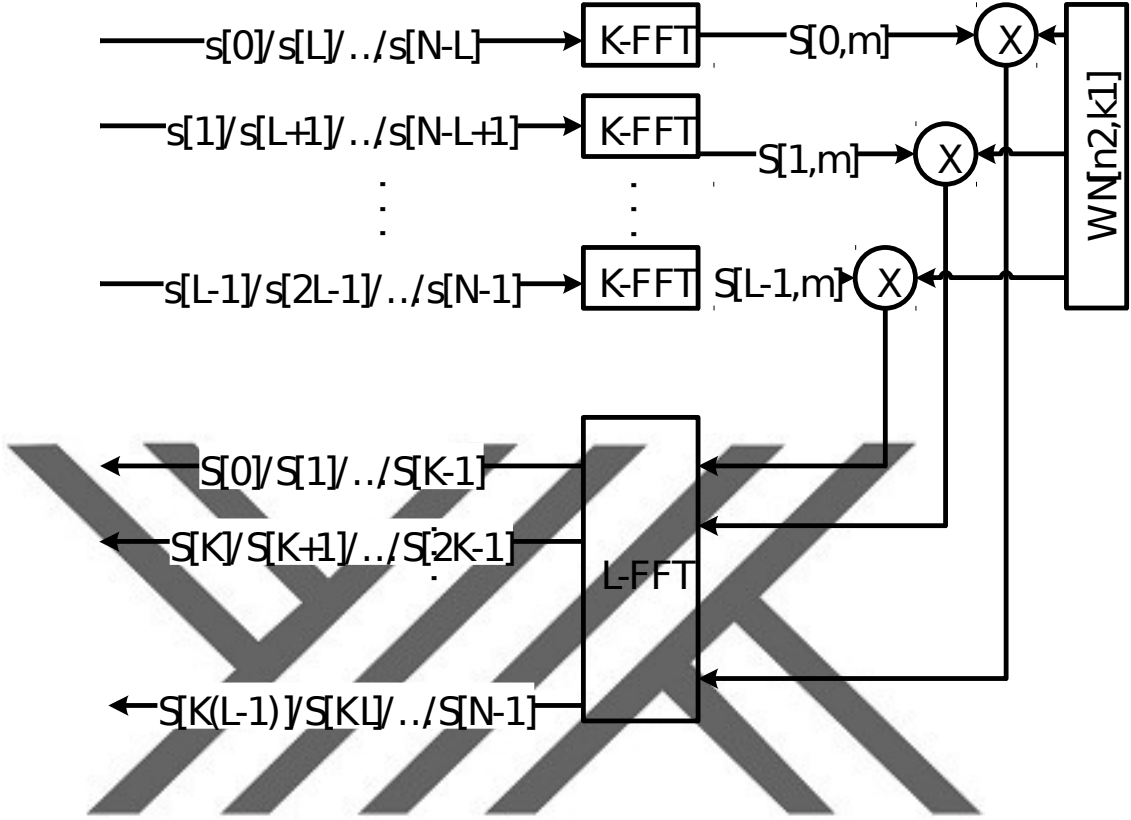 s[0]/s[L]/…/s[N-L] K-FFT S[0,m] X
s[1]/s[L+1]/…/s[N-L+1] K-FFT S[1,m] X
WN[n2,k1]
s[L-1]/s[2L-1]/…/s[N-1] K-FFT S[L-1,m] X
S[0]/S[1]/…/S[K-1]
S[K]/S[K+1]/…/S[2K-1]
L-FFT
S[K(L-1)]/S[KL]/…/S[N-1]